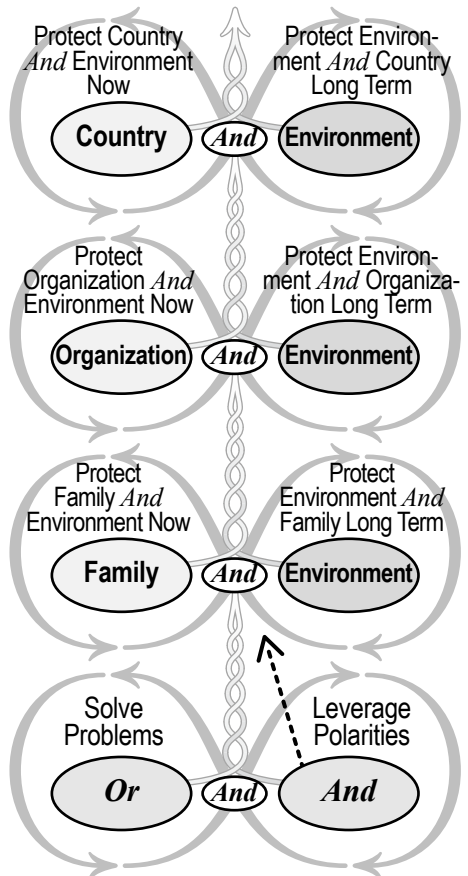 Protect Country
And Environment
Now
Protect Environ-
ment And Country
Long Term
Country
And
Environment
Protect
Organization And
Environment Now
Protect Environ-
ment And Organiza-
tion Long Term
Organization
And
Environment
Protect
Family And
Environment Now
Protect
Environment And
Family Long Term
Family
And
Environment
Solve
Problems
Leverage
Polarities
Or
And
And